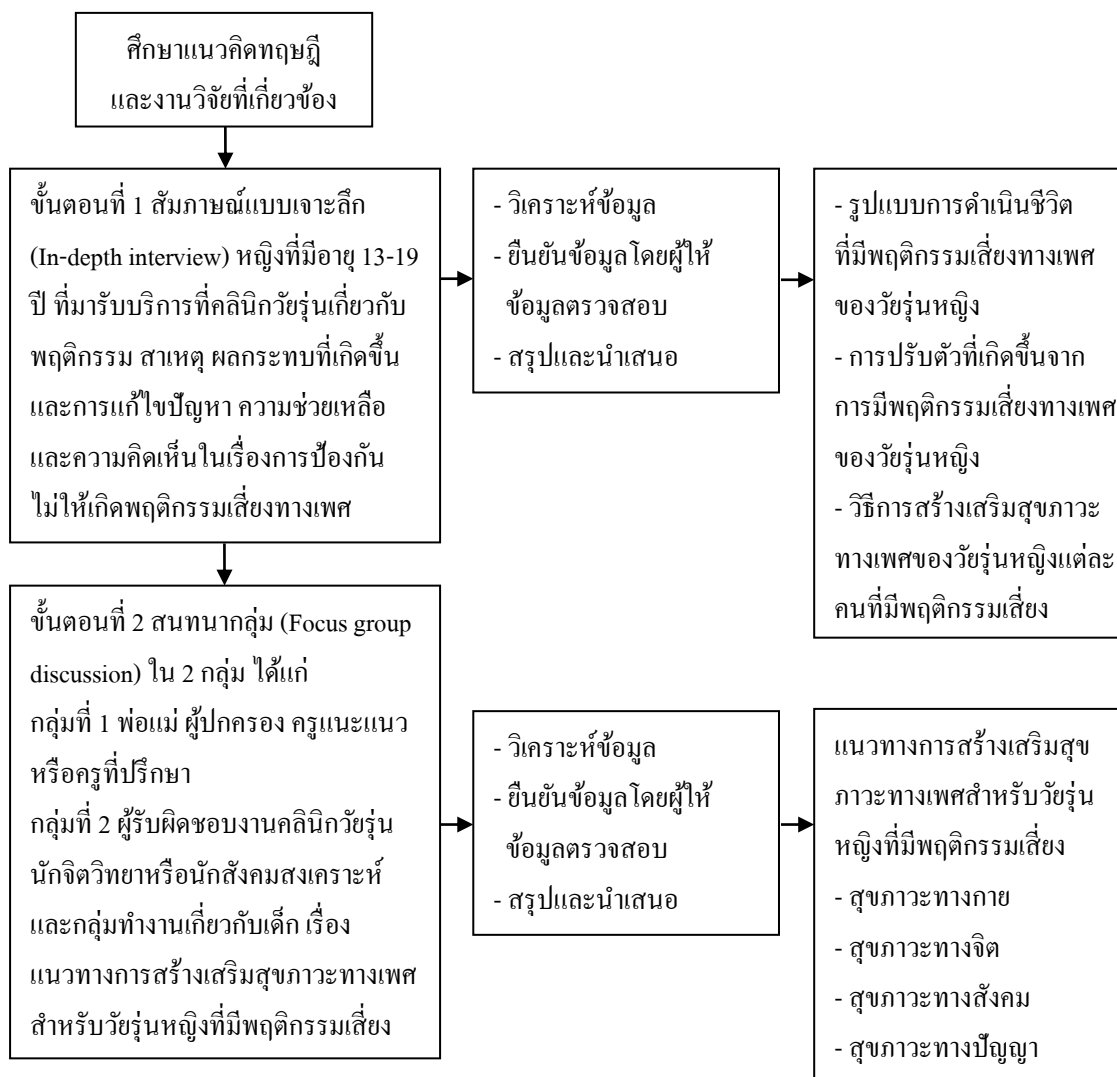 ศึกษาแนวคิดทฤษฎี
และงานวิจัยที่เกี่ยวข้อง
ขั้นตอนที่ 1 สัมภาษณ์แบบเจาะลึก
(In-depth interview) หญิงที่มีอายุ 13-19
ปี ที่มารับบริการที่คลินิกวัยรุ่นเกี่ยวกับ
พฤติกรรม สาเหตุ ผลกระทบที่เกิดขึ้น
และการแก้ไขปัญหา ความช่วยเหลือ
และความคิดเห็นในเรื่องการป้องกัน
ไม่ให้เกิดพฤติกรรมเสี่ยงทางเพศ
- วิเคราะห์ข้อมูล
- ยืนยันข้อมูลโดยผู้ให้
ข้อมูลตรวจสอบ
- สรุปและนำเสนอ
- รูปแบบการดำเนินชีวิต
ที่มีพฤติกรรมเสี่ยงทางเพศ
ของวัยรุ่นหญิง
- การปรับตัวที่เกิดขึ้นจาก
การมีพฤติกรรมเสี่ยงทางเพศ
ของวัยรุ่นหญิง
- วิธีการสร้างเสริมสุขภาวะ
ทางเพศของวัยรุ่นหญิงแต่ละ
คนที่มีพฤติกรรมเสี่ยง
ขั้นตอนที่ 2 สนทนากลุ่ม (Focus group
discussion) ใน 2 กลุ่ม ได้แก่
กลุ่มที่ 1 พ่อแม่ ผู้ปกครอง ครูแนะแนว
หรือครูที่ปรึกษา
กลุ่มที่ 2 ผู้รับผิดชอบงานคลินิกวัยรุ่น
นักจิตวิทยาหรือนักสังคมสงเคราะห์
และกลุ่มทำงานเกี่ยวกับเด็ก เรื่อง
แนวทางการสร้างเสริมสุขภาวะทางเพศ
สำหรับวัยรุ่นหญิงที่มีพฤติกรรมเสี่ยง
- วิเคราะห์ข้อมูล
- ยืนยันข้อมูลโดยผู้ให้
ข้อมูลตรวจสอบ
- สรุปและนำเสนอ
แนวทางการสร้างเสริมสุข
ภาวะทางเพศสำหรับวัยรุ่น
หญิงที่มีพฤติกรรมเสี่ยง
- สุขภาวะทางกาย
- สุขภาวะทางจิต
- สุขภาวะทางสังคม
- สุขภาวะทางปัญญา